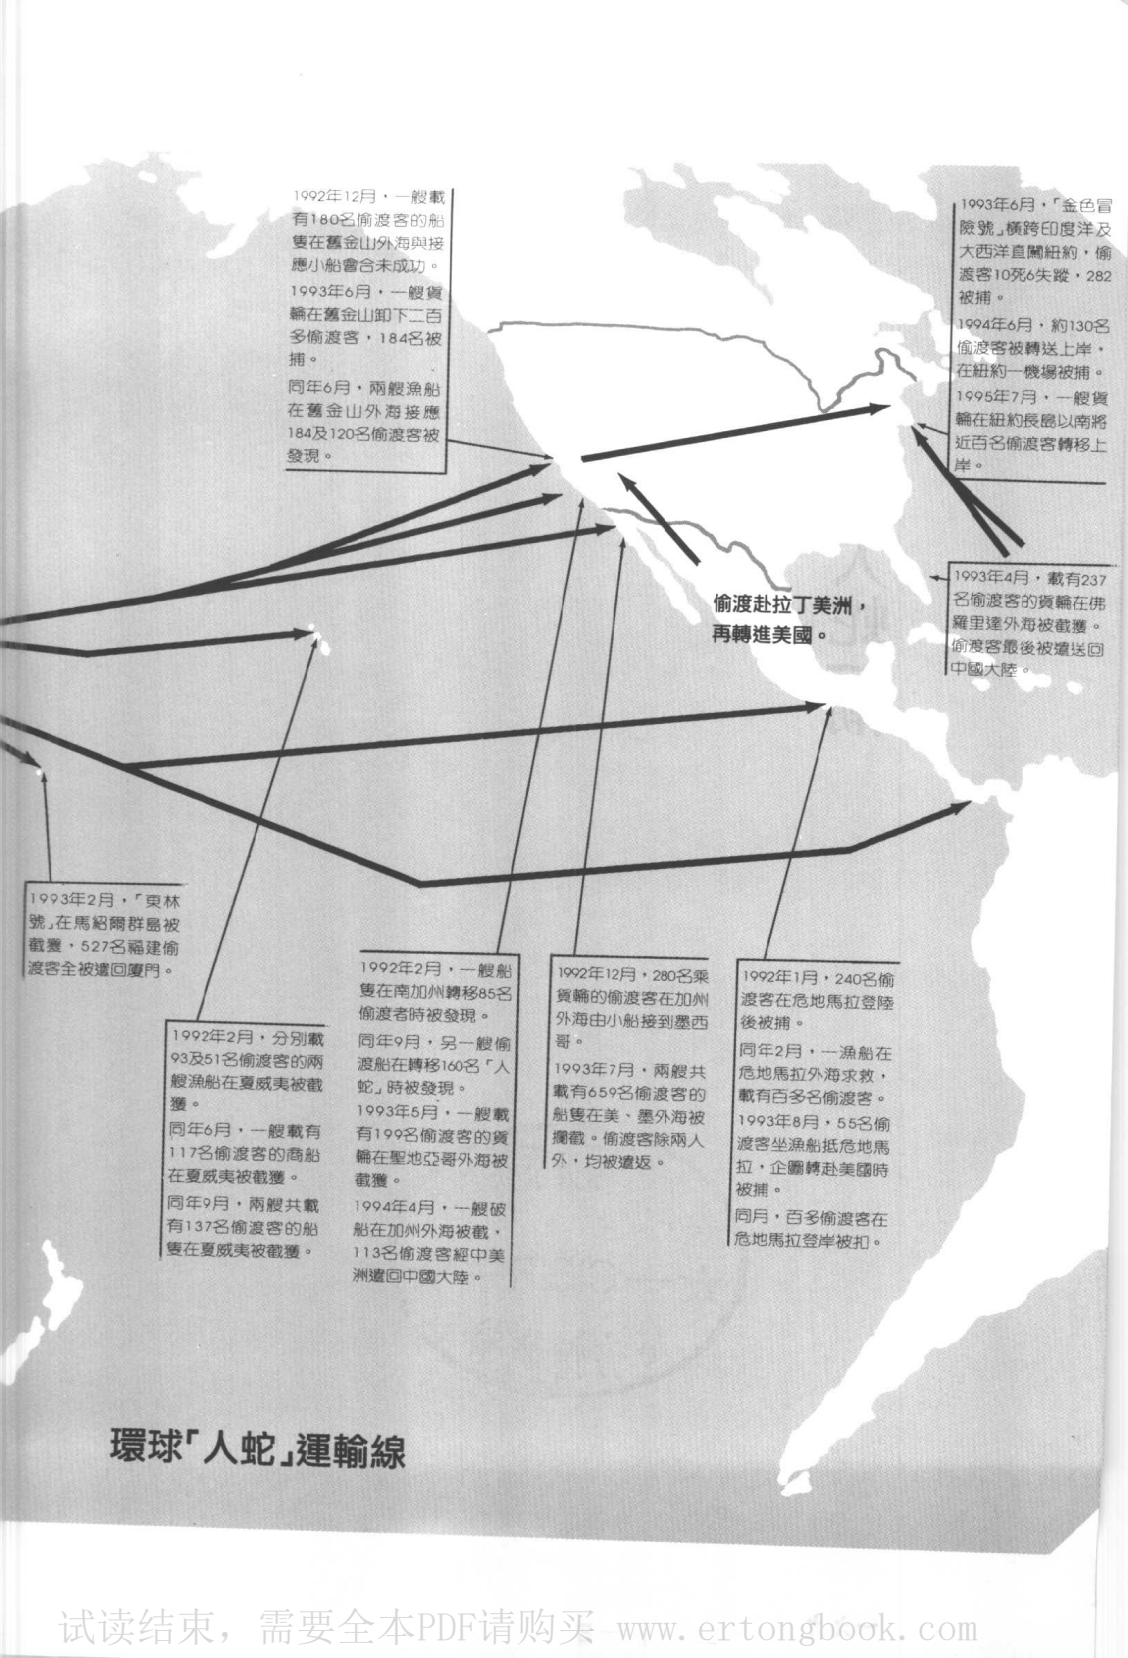 1992年12月，一艘載
有180名偷渡客的船
隻在舊金山外海與接
應小船會合未成功。
1993年6月，一艘貨
輪在舊金山卸下二百
多偷渡客，184名被
捕。
同年6月，兩艘漁船
在舊金山外海接應
184及120名偷渡客被
發現。
1993年6月，「金色冒
險號」橫跨印度洋及
大西洋直闖紐約，偷
渡客10死6失蹤，282
被捕。
1994年6月，約130名
偷渡客被轉送上岸，
在紐約一機場被捕。
1995年7月，一艘貨
輪在紐約長島以南將
近百名偷渡客轉移上
岸。
偷渡赴拉丁美洲，
再轉進美國。
1993年4月，載有237
名偷渡客的貨輪在佛
羅里達外海被截獲。
偷渡客最後被遣送回
中國大陸。
1993年2月，「東林
號」在馬紹爾群島被
截獲，527名福建偷
渡客全被遣回廈門。
1992年2月，分別載
93及51名偷渡客的兩
艘漁船在夏威夷被截
獲。
同年6月，一艘載有
117名偷渡客的商船
在夏威夷被截獲。
同年9月，兩艘共載
有137名偷渡客的船
隻在夏威夷被截獲。
1992年2月，一艘船
隻在南加州轉移85名
偷渡者時被發現。
同年9月，另一艘偷
渡船在轉移160名「人
蛇」時被發現。
1993年5月，一艘載
有199名偷渡客的貨
輪在聖地亞哥外海被
截獲。
1994年4月，一艘破
船在加州外海被截，
113名偷渡客經中美
洲遣回中國大陸。
1992年12月，280名乘
貨輪的偷渡客在加州
外海由小船接到墨西
哥。
1993年7月，兩艘共
載有659名偷渡客的
船隻在美、墨外海被
攔截。偷渡客除兩人
外，均被遣返。
1992年1月，240名偷
渡客在危地馬拉登陸
後被捕。
同年2月，一漁船在
危地馬拉外海求救，
載有百多名偷渡客。
1993年8月，55名偷
渡客坐漁船抵危地馬
拉，企圖轉赴美國時
被捕。
同月，百多偷渡客在
危地馬拉登岸被扣。
環球「人蛇」運輸線
试读结束，需要全本PDF请购买 www.ertongbook.com